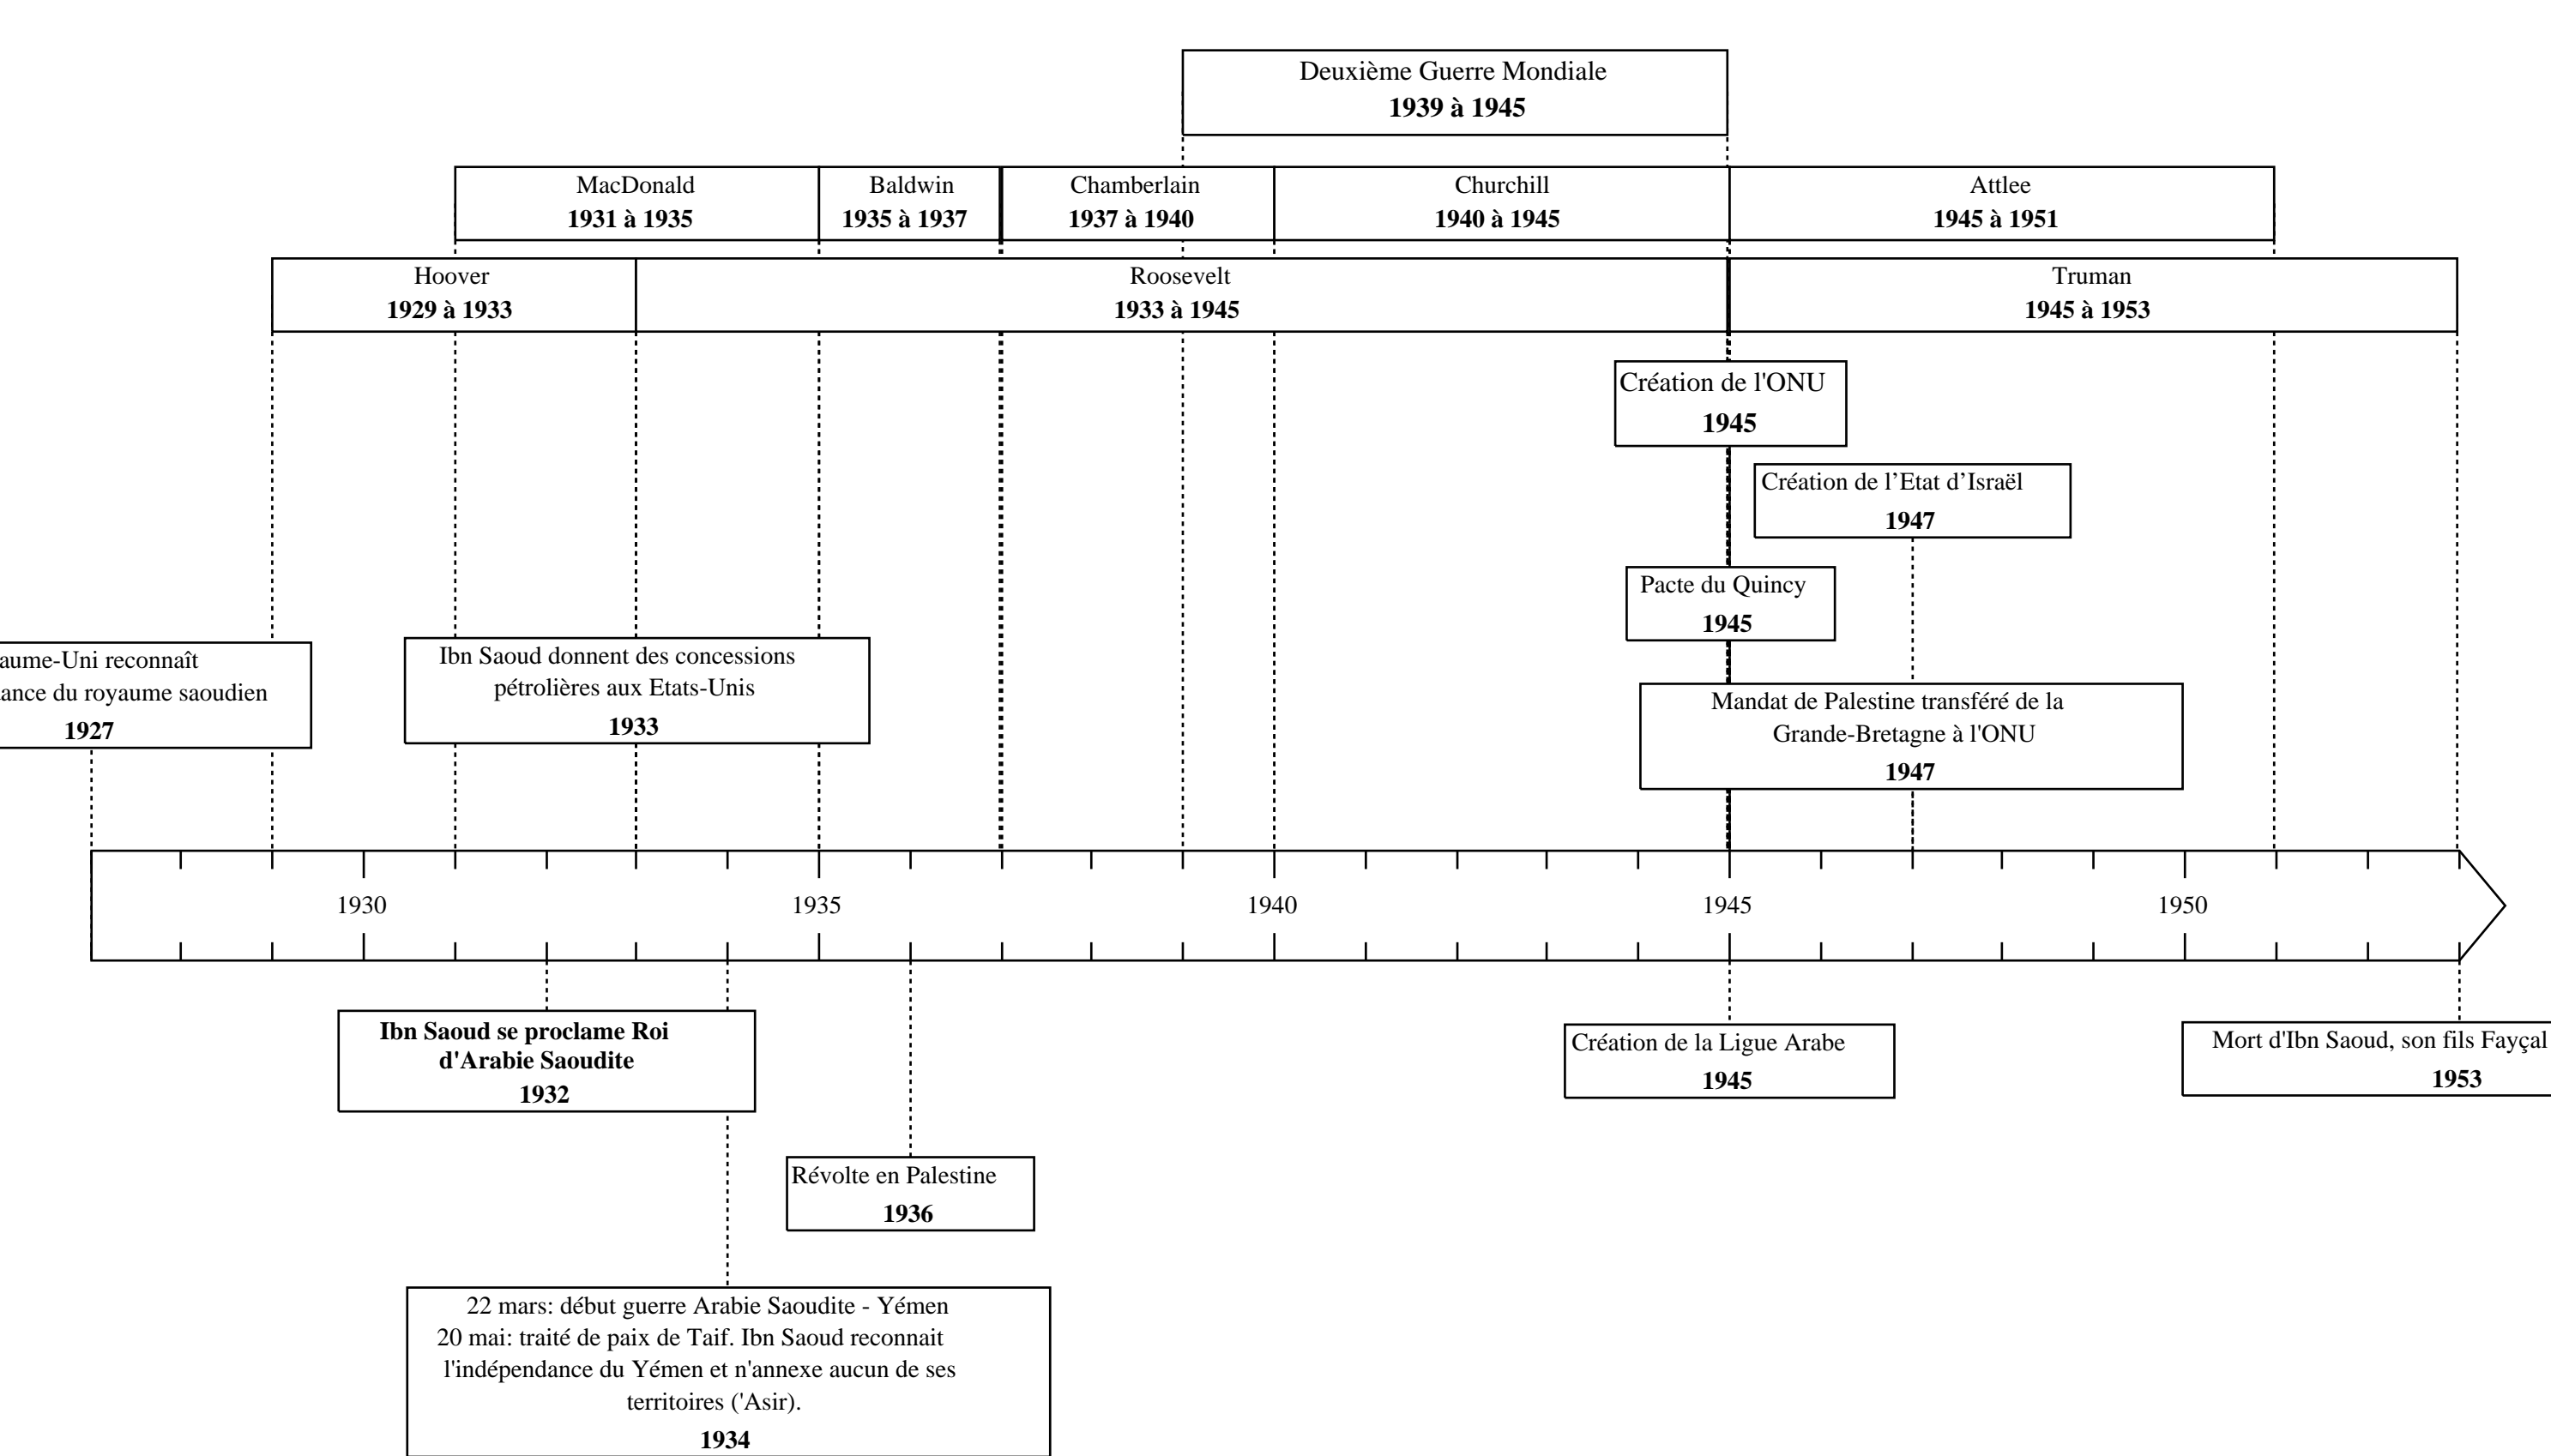 Deuxième Guerre Mondiale
1939 à 1945
MacDonald
1931 à 1935
Baldwin
1935 à 1937
Chamberlain
1937 à 1940
Churchill
1940 à 1945
Attlee
1945 à 1951
Hoover
1929 à 1933
Roosevelt
1933 à 1945
Truman
1945 à 1953
Création de l'ONU
1945
Création de l’Etat d’Israël
1947
Pacte du Quincy
1945
aume-Uni reconnaît
ance du royaume saoudien
1927
Ibn Saoud donnent des concessions
pétrolières aux Etats-Unis
1933
Mandat de Palestine transféré de la
Grande-Bretagne à l'ONU
1947
1930
1935
1940
1945
1950
Ibn Saoud se proclame Roi
d'Arabie Saoudite
1932
Création de la Ligue Arabe
1945
Mort d'Ibn Saoud, son fils Fayçal
1953
Révolte en Palestine
1936
22 mars: début guerre Arabie Saoudite - Yémen
20 mai: traité de paix de Taif. Ibn Saoud reconnait
l'indépendance du Yémen et n'annexe aucun de ses
territoires ('Asir).
1934